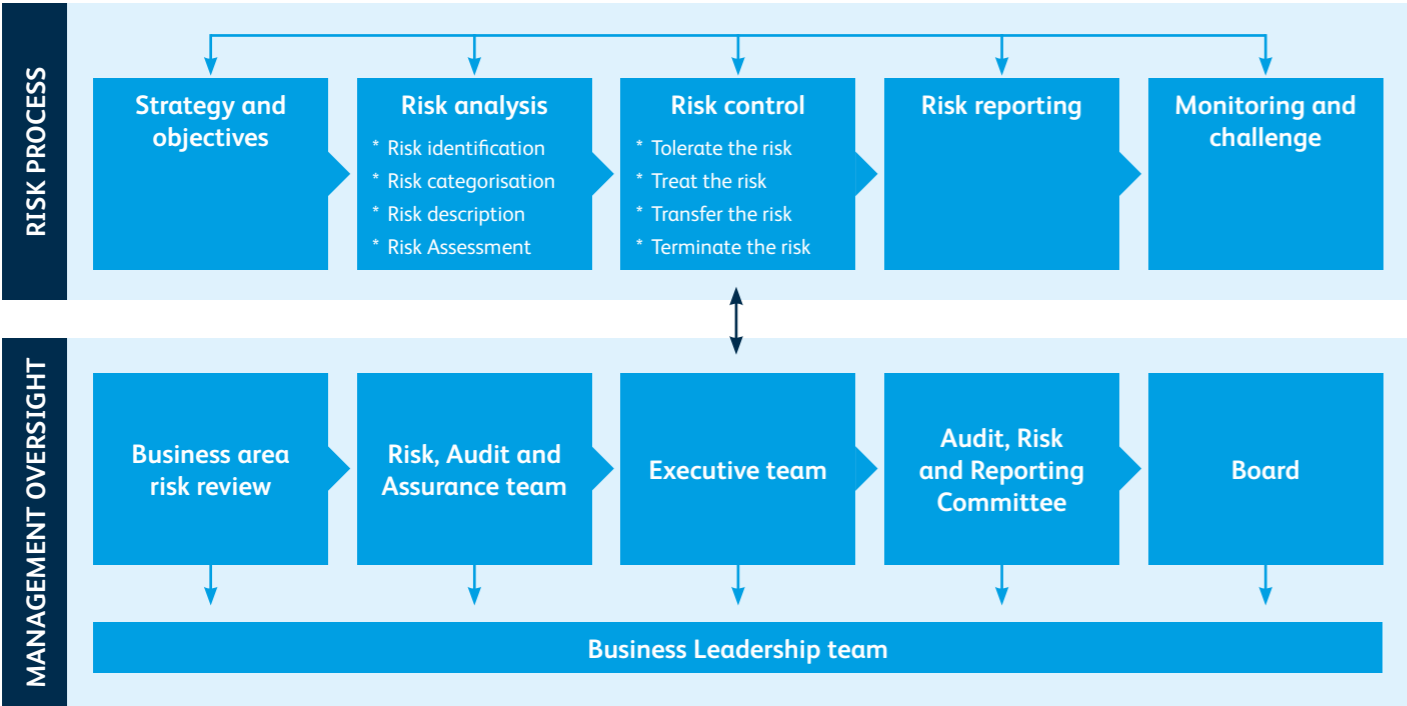 RISK PROCESS
Strategy and
objectives
Risk analysis
* Risk identification
* Risk categorisation
* Risk description
* Risk Assessment
Risk control
* Tolerate the risk
* Treat the risk
* Transfer the risk
* Terminate the risk
Risk reporting
Monitoring and
challenge
MANAGEMENT OVERSIGHT
Business area
risk review
Risk, Audit and
Assurance team
Executive team
Audit, Risk
and Reporting
Committee
Board
Business Leadership team